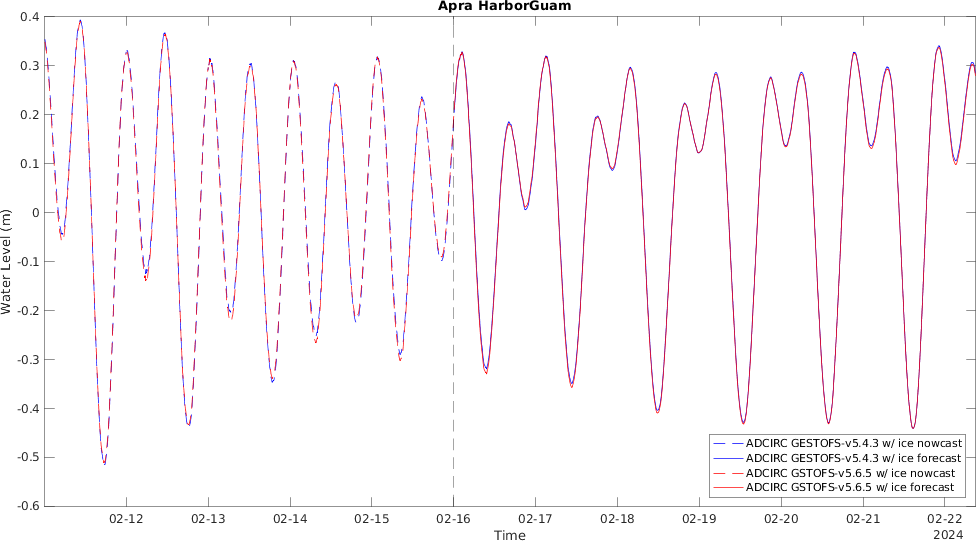 Apra HarborGuam
0.4
0.3
0.2
0.1
0
-0.1
-0.2
-0.3
-0.4
-0.5
-0.6
Water Level (m)
ADCIRC GESTOFS-v5.4.3 w/ ice nowcast
ADCIRC GESTOFS-v5.4.3 w/ ice forecast
ADCIRC GSTOFS-v5.6.5 w/ ice nowcast
ADCIRC GSTOFS-v5.6.5 w/ ice forecast
02-12 02-13 02-14 02-15 02-16 02-17 02-18 02-19 02-20 02-21 02-22
Time
2024